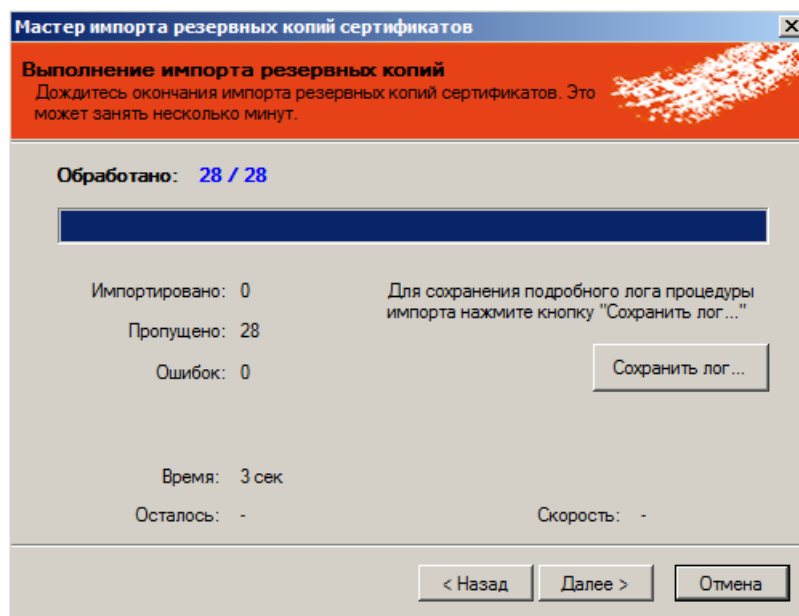 Мастер импорта резервных копий сертификатов
Выполнение импорта резервных копий
Дождитесь окончания импорта резервных копий сертификатов. Это
может занять несколько минут.
Обработано: 28 / 28
Импортировано: 0
Пропущено: 28
Ошибок: 0
Для сохранения подробного лога процедуры
импорта нажмите кнопку "Сохранить лог..."
Сохранить лог...
Время: 3 сек
Осталось: -
Скорость: -
< Назад
Далее >
Отмена